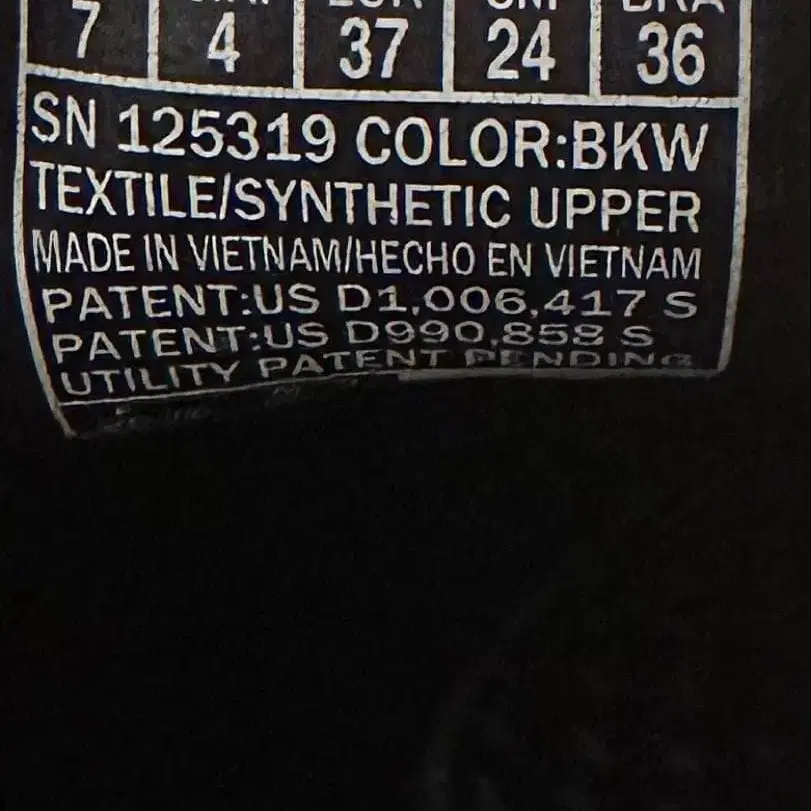 7 4 37 24 36
SN 125319 COLOR:BKW
TEXTILE/SYNTHETIC UPPER
MADE IN VIETNAM/HECHO EN VIETNAM
PATENT:US D1,006,417 S
PATENT:US D990,858 S
UTILITY PATENT PENDING